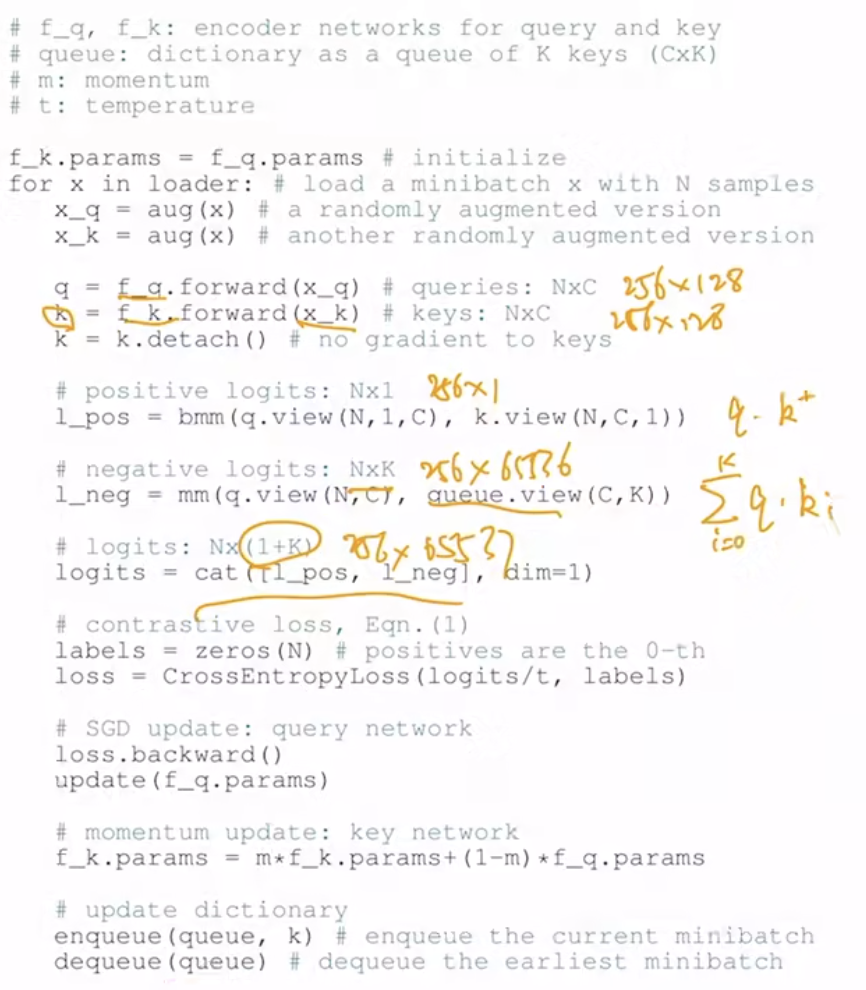 # f_q, f_k: encoder networks for query and key
# queue: dictionary as a queue of K keys (CxK)
# m: momentum
# t: temperature
f_k.params = f_q.params # initialize
for x in loader: # load a minibatch x with N samples
x_q = aug(x) # a randomly augmented version
x_k = aug(x) # another randomly augmented version
q = f_q.forward(x_q) # queries: NxC 256×128
k = f_k.forward(x_k) # keys: NxC 256×128
k = k.detach() # no gradient to keys
# positive logits: Nx1 256×1
l_pos = bmm(q.view(N,1,C), k.view(N,C,1)) q · k⁺
# negative logits: NxK 256×65536
l_neg = mm(q.view(N,C), queue.view(C,K)) ∑_{i=0}^{K} q · kᵢ
# logits: Nx(1+K) 256×65537
logits = cat([l_pos, l_neg], dim=1)
# contrastive loss, Eqn.(1)
labels = zeros(N) # positives are the 0-th
loss = CrossEntropyLoss(logits/t, labels)
# SGD update: query network
loss.backward()
update(f_q.params)
# momentum update: key network
f_k.params = m*f_k.params+(1-m)*f_q.params
# update dictionary
enqueue(queue, k) # enqueue the current minibatch
dequeue(queue) # dequeue the earliest minibatch